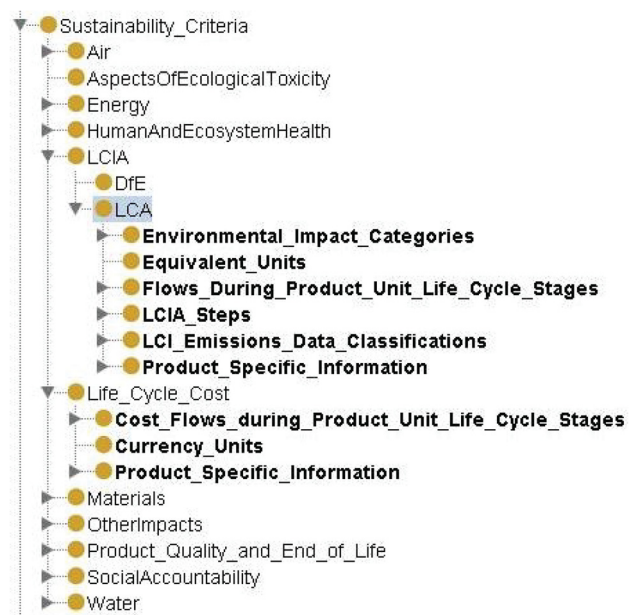 Sustainability_Criteria
Air
AspectsOfEcologicalToxicity
Energy
HumanAndEcosystemHealth
LCIA
DfE
LCA
Environmental_Impact_Categories
Equivalent_Units
Flows_During_Product_Unit_Life_Cycle_Stages
LCIA_Steps
LCI_Emissions_Data_Classifications
Product_Specific_Information
Life_Cycle_Cost
Cost_Flows_during_Product_Unit_Life_Cycle_Stages
Currency_Units
Product_Specific_Information
Materials
OtherImpacts
Product_Quality_and_End_of_Life
SocialAccountability
Water